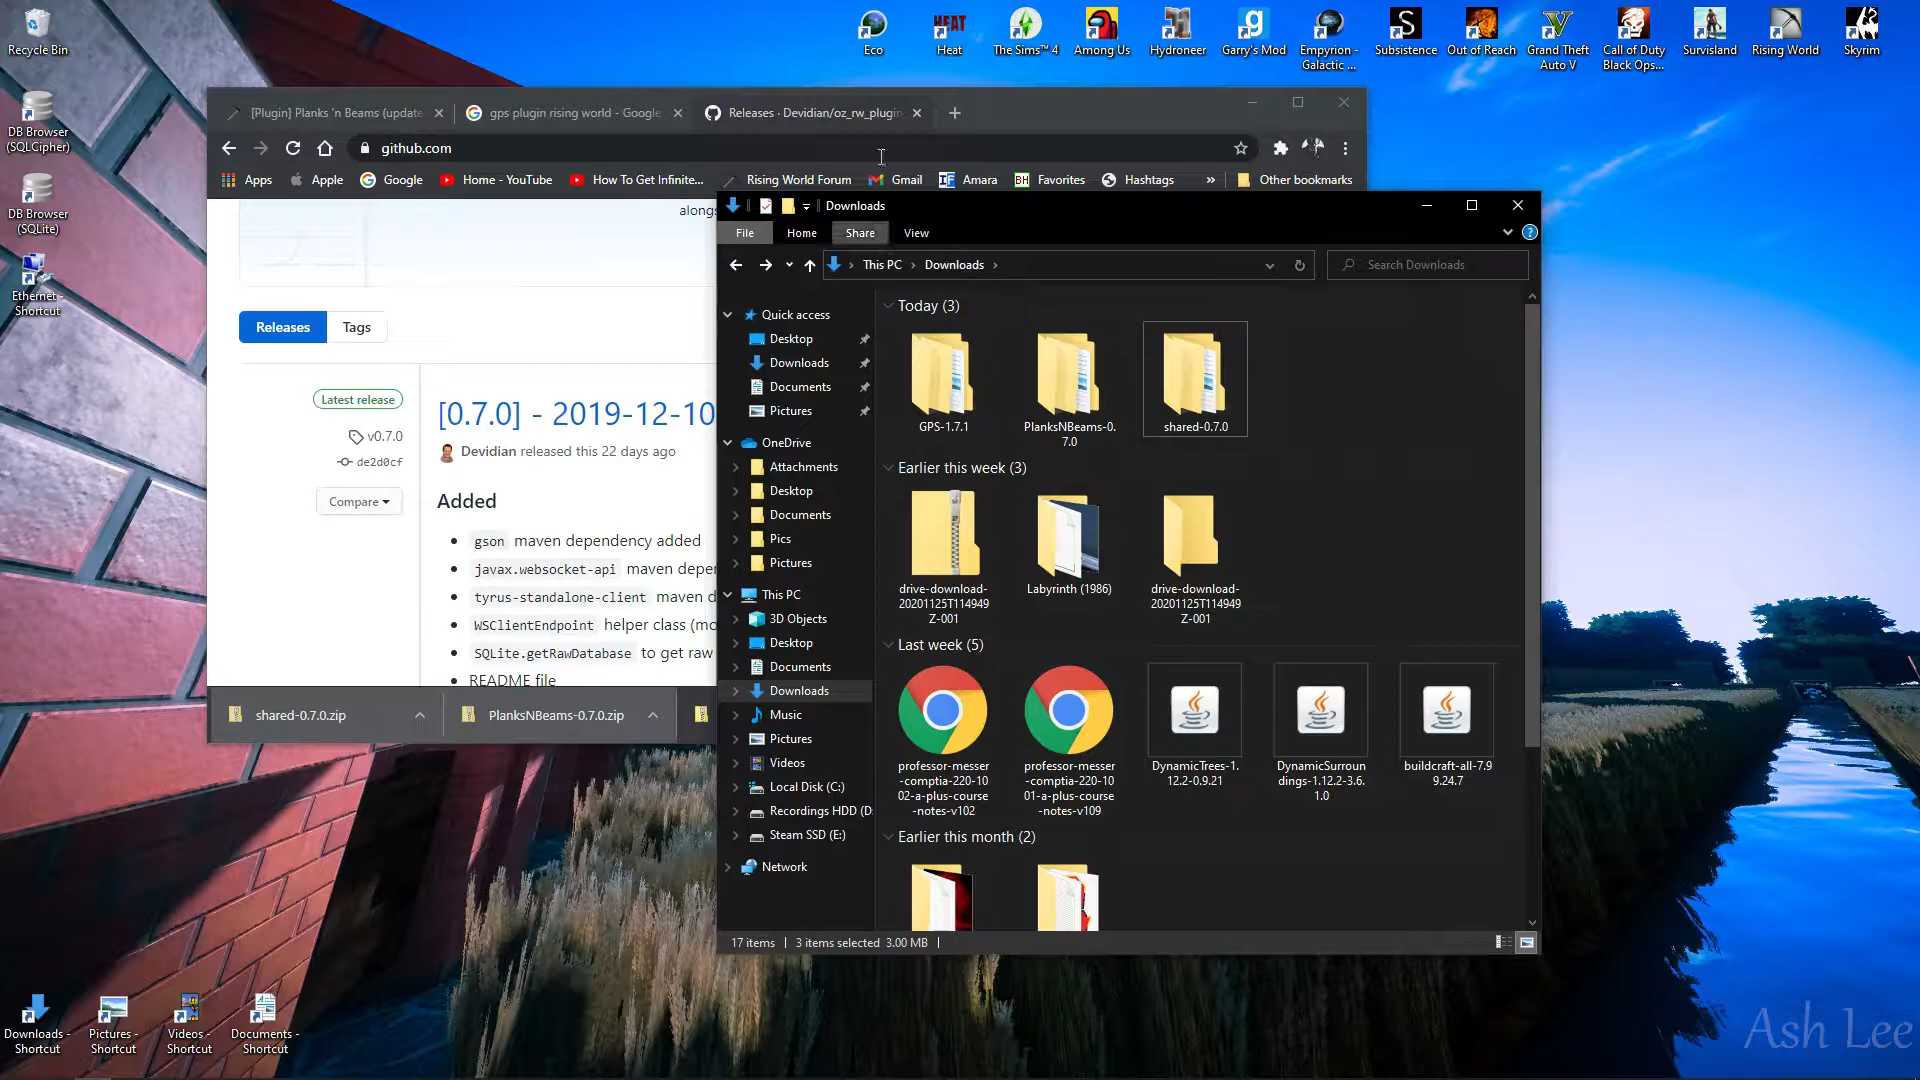 Recycle Bin
DB Browser
(SQLCipher)
DB Browser
(SQLite)
Ethernet -
Shortcut
Eco
HEAT
Heat
The Sims™ 4
Among Us
Hydroneer
Garry's Mod
Empyrion -
Galactic ...
Subsistence
Out of Reach
Grand Theft
Auto V
Call of Duty
Black Ops...
Survisland
Rising World
Skyrim
[Plugin] Planks 'n Beams (update
gps plugin rising world - Google
Releases · Devidian/oz_rw_plugin
github.com
Apps
Apple
Google
Home - YouTube
How To Get Infinite...
Rising World Forum
Gmail
Amara
Favorites
Hashtags
»
Other bookmarks
alongs
Releases
Tags
Latest release
v0.7.0
de2d0cf
Compare
[0.7.0] - 2019-12-10
Devidian released this 22 days ago
Added
gson maven dependency added
javax.websocket-api maven deper
tyrus-standalone-client maven d
WSClientEndpoint helper class (mo
SQLite.getRawDatabase to get raw
README file
shared-0.7.0.zip
PlanksNBeams-0.7.0.zip
Downloads
File
Home
Share
View
This PC
Downloads
Search Downloads
Quick access
Desktop
Downloads
Documents
Pictures
OneDrive
Attachments
Desktop
Documents
Pics
Pictures
This PC
3D Objects
Desktop
Documents
Downloads
Music
Pictures
Videos
Local Disk (C:)
Recordings HDD (D:
Steam SSD (E:)
Network
Today (3)
GPS-1.7.1
PlanksNBeams-0.
7.0
shared-0.7.0
Earlier this week (3)
drive-download-
20201125T114949
Z-001
Labyrinth (1986)
drive-download-
20201125T114949
Z-001
Last week (5)
professor-messer
-comptia-220-10
02-a-plus-course
-notes-v102
professor-messer
-comptia-220-10
01-a-plus-course
-notes-v109
DynamicTrees-1.
12.2-0.9.21
DynamicSurroun
dings-1.12.2-3.6.
1.0
buildcraft-all-7.9
9.24.7
Earlier this month (2)
17 items
3 items selected 3.00 MB
Downloads -
Shortcut
Pictures -
Shortcut
Videos -
Shortcut
Documents -
Shortcut
Ash Lee